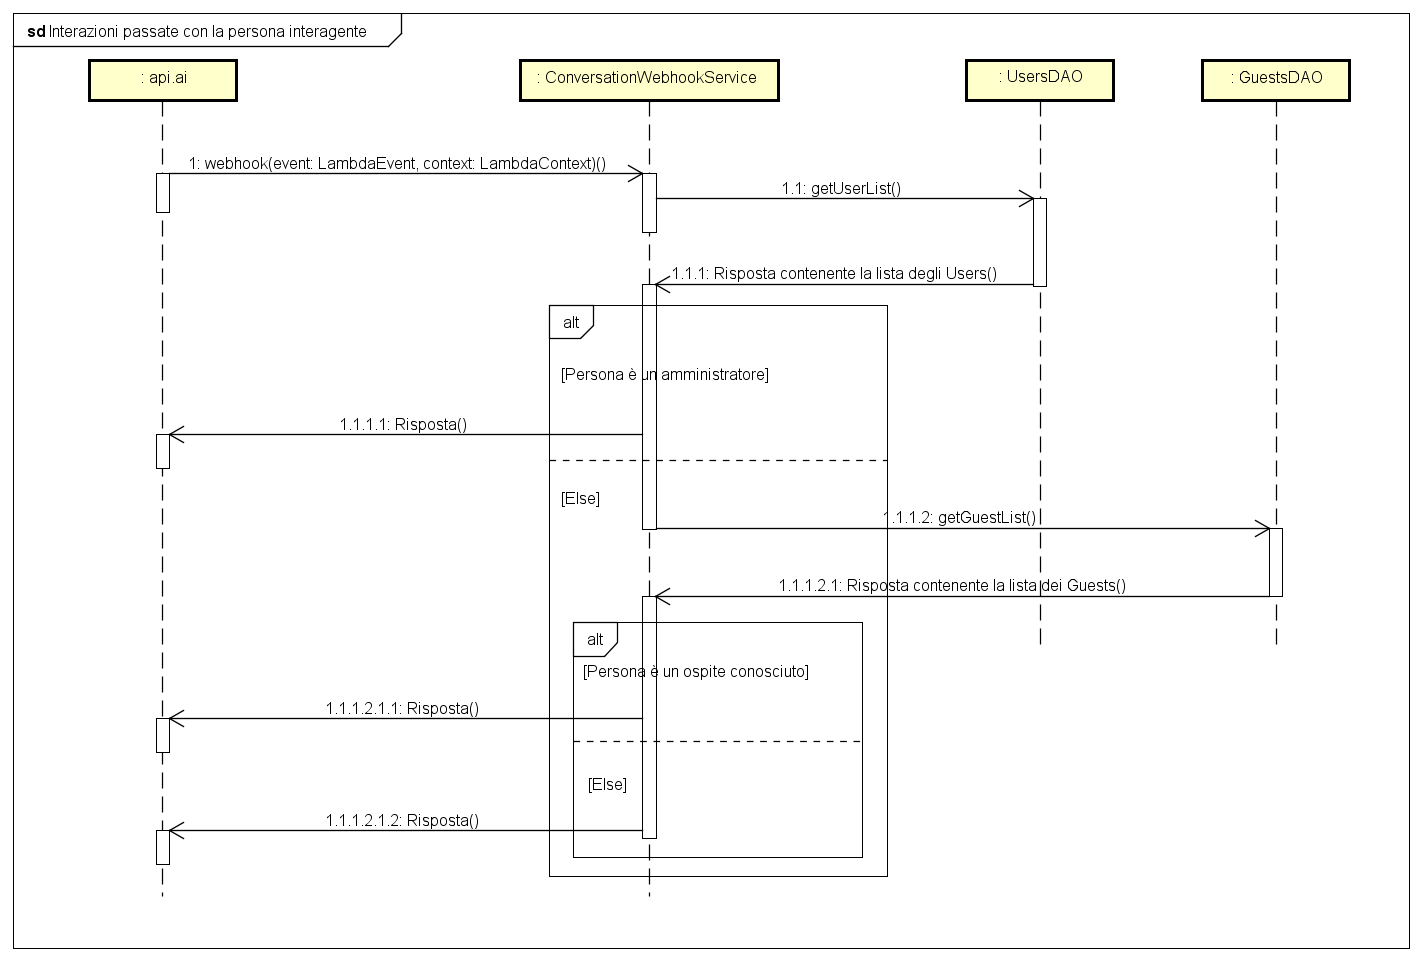 sd Interazioni passate con la persona interagente
: api.ai
: ConversationWebhookService
: UsersDAO
: GuestsDAO
1: webhook(event: LambdaEvent, context: LambdaContext)()
1.1: getUserList()
1.1.1: Risposta contenente la lista degli Users()
alt
[Persona è un amministratore]
1.1.1.1: Risposta()
[Else]
1.1.1.2: getGuestList()
1.1.1.2.1: Risposta contenente la lista dei Guests()
alt
[Persona è un ospite conosciuto]
1.1.1.2.1.1: Risposta()
[Else]
1.1.1.2.1.2: Risposta()